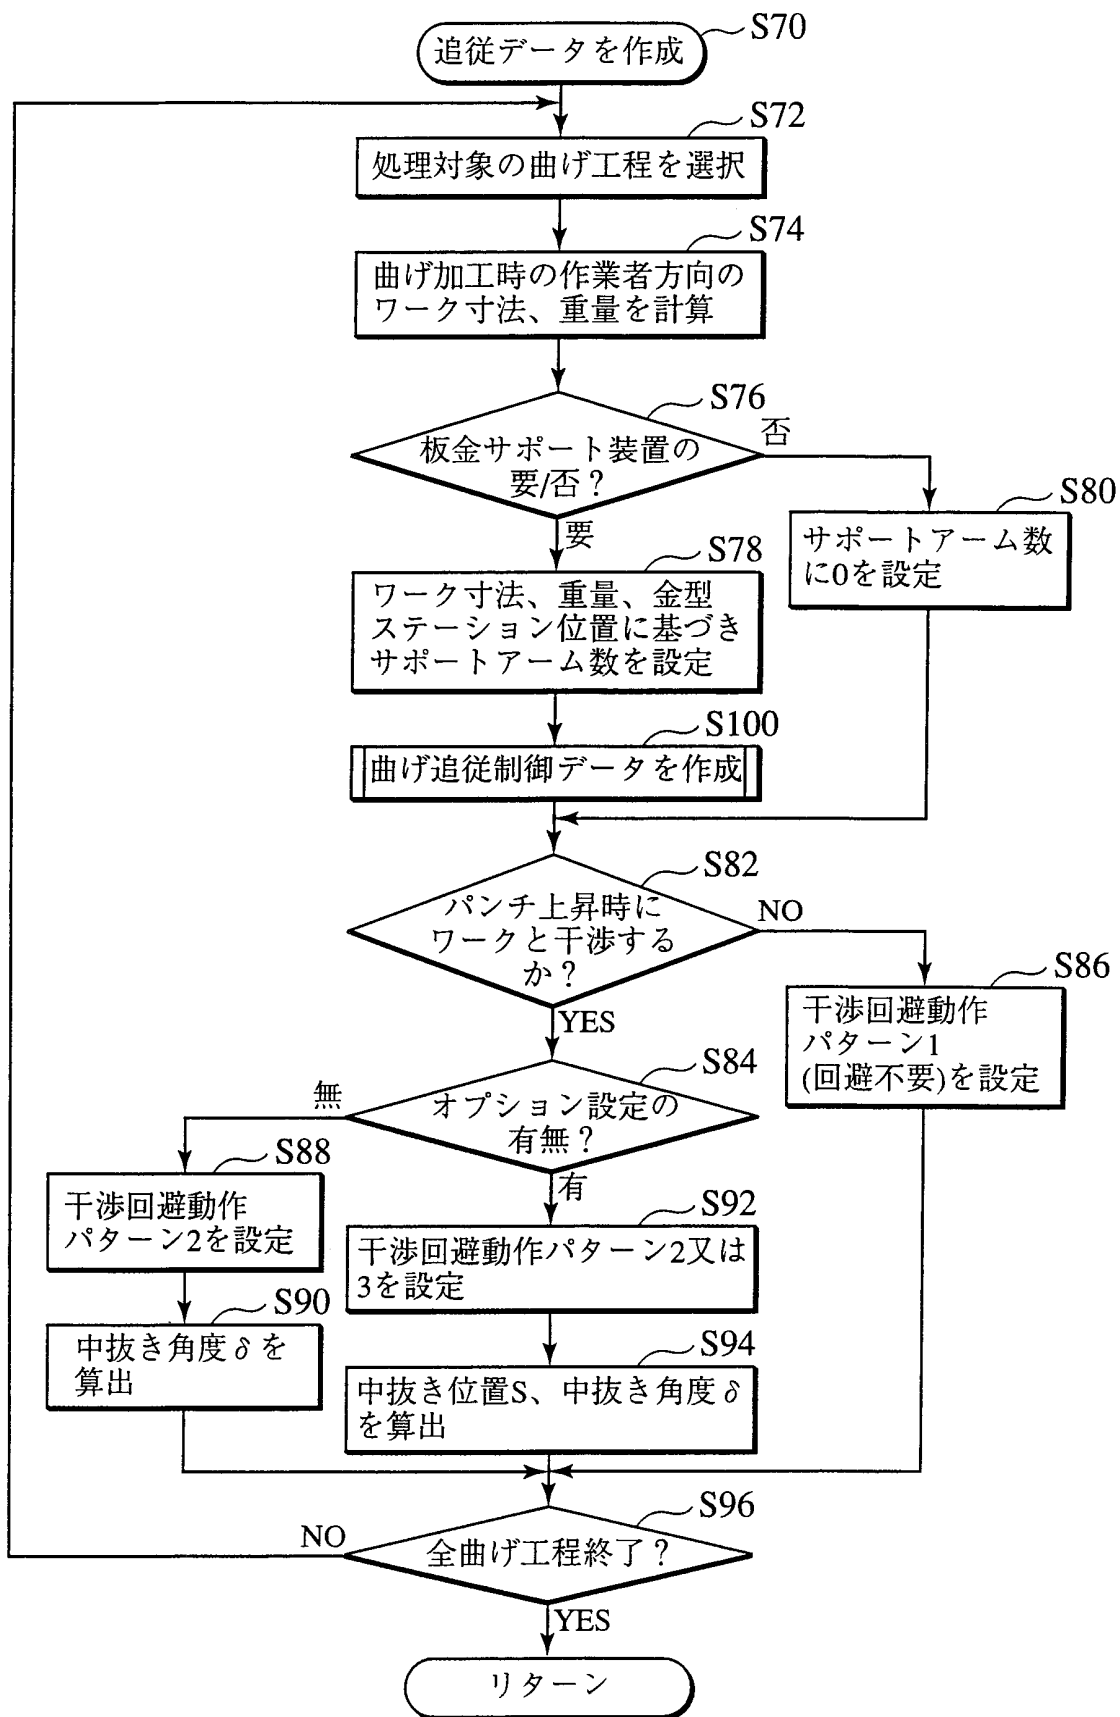 S70
追従データを作成
S72
処理対象の曲げ工程を選択
S74
曲げ加工時の作業者方向の
ワーク寸法、重量を計算
S76
板金サポート装置の
要/否？
否
要
S80
サポートアーム数
に0を設定
S78
ワーク寸法、重量、金型
ステーション位置に基づき
サポートアーム数を設定
S100
曲げ追従制御データを作成
S82
パンチ上昇時に
ワークと干渉する
か？
NO
YES
S86
干渉回避動作
パターン1
(回避不要)を設定
S84
オプション設定の
有無？
無
有
S88
干渉回避動作
パターン2を設定
S92
干渉回避動作パターン2又は
3を設定
S90
中抜き角度δを
算出
S94
中抜き位置S、中抜き角度δ
を算出
S96
全曲げ工程終了？
NO
YES
リターン